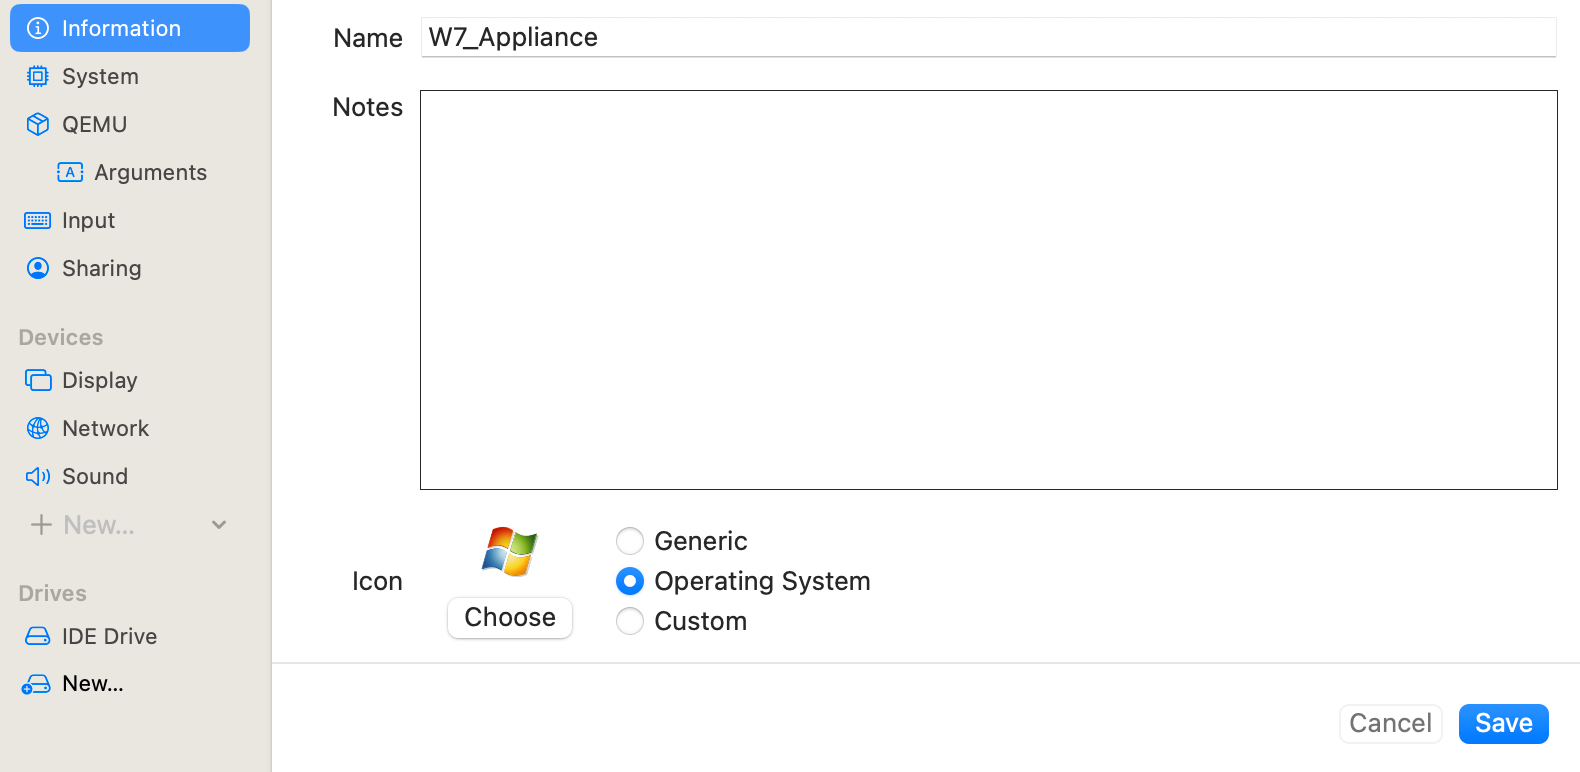 Information
System
QEMU
Arguments
Input
Sharing
Devices
Display
Network
Sound
New...
Drives
IDE Drive
New...
Name
W7_Appliance
Notes
Icon
Choose
Generic
Operating System
Custom
Cancel
Save